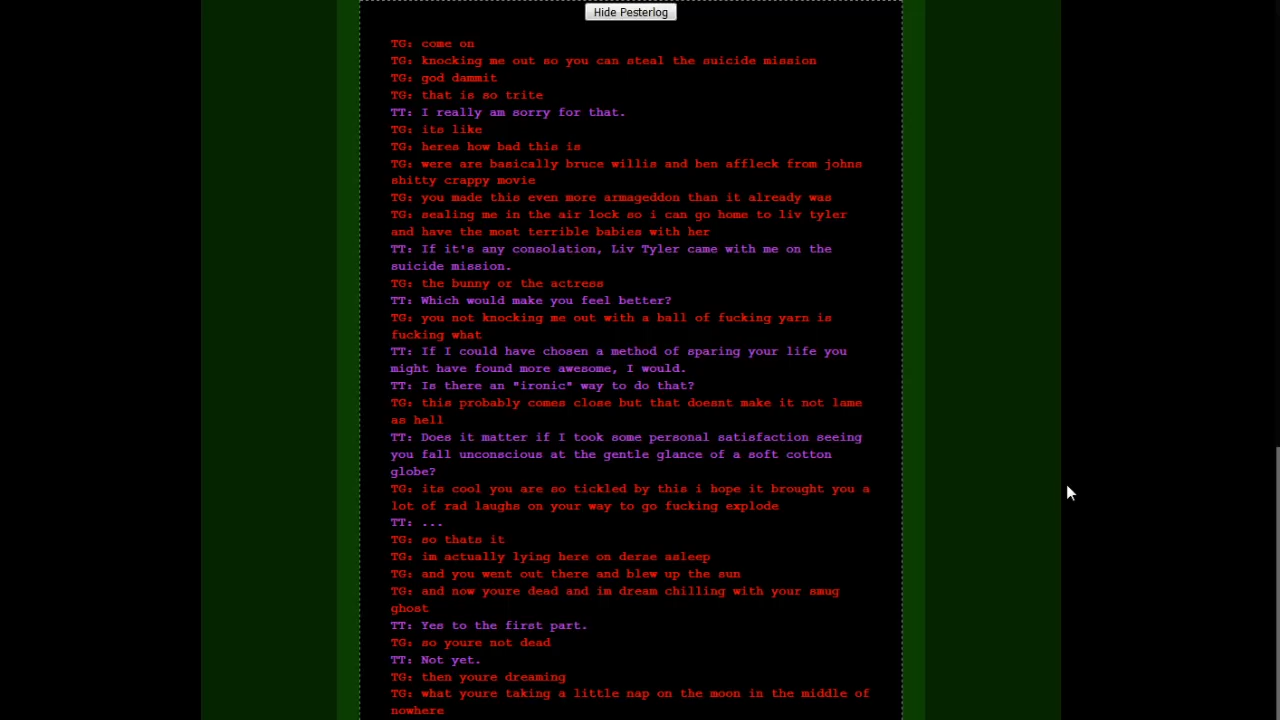 Hide Pesterlog
TG: come on
TG: knocking me out so you can steal the suicide mission
TG: god dammit
TG: that is so trite
TT: I really am sorry for that.
TG: its like
TG: heres how bad this is
TG: were are basically bruce willis and ben affleck from johns
shitty crappy movie
TG: you made this even more armageddon than it already was
TG: sealing me in the air lock so i can go home to liv tyler
and have the most terrible babies with her
TT: If it's any consolation, Liv Tyler came with me on the
suicide mission.
TG: the bunny or the actress
TT: Which would make you feel better?
TG: you not knocking me out with a ball of fucking yarn is
fucking what
TT: If I could have chosen a method of sparing your life you
might have found more awesome, I would.
TT: Is there an "ironic" way to do that?
TG: this probably comes close but that doesnt make it not lame
as hell
TT: Does it matter if I took some personal satisfaction seeing
you fall unconscious at the gentle glance of a soft cotton
globe?
TG: its cool you are so tickled by this i hope it brought you a
lot of rad laughs on your way to go fucking explode
TT: ...
TG: so thats it
TG: im actually lying here on derse asleep
TG: and you went out there and blew up the sun
TG: and now youre dead and im dream chilling with your smug
ghost
TT: Yes to the first part.
TG: so youre not dead
TT: Not yet.
TG: then youre dreaming
TG: what youre taking a little nap on the moon in the middle of
nowhere